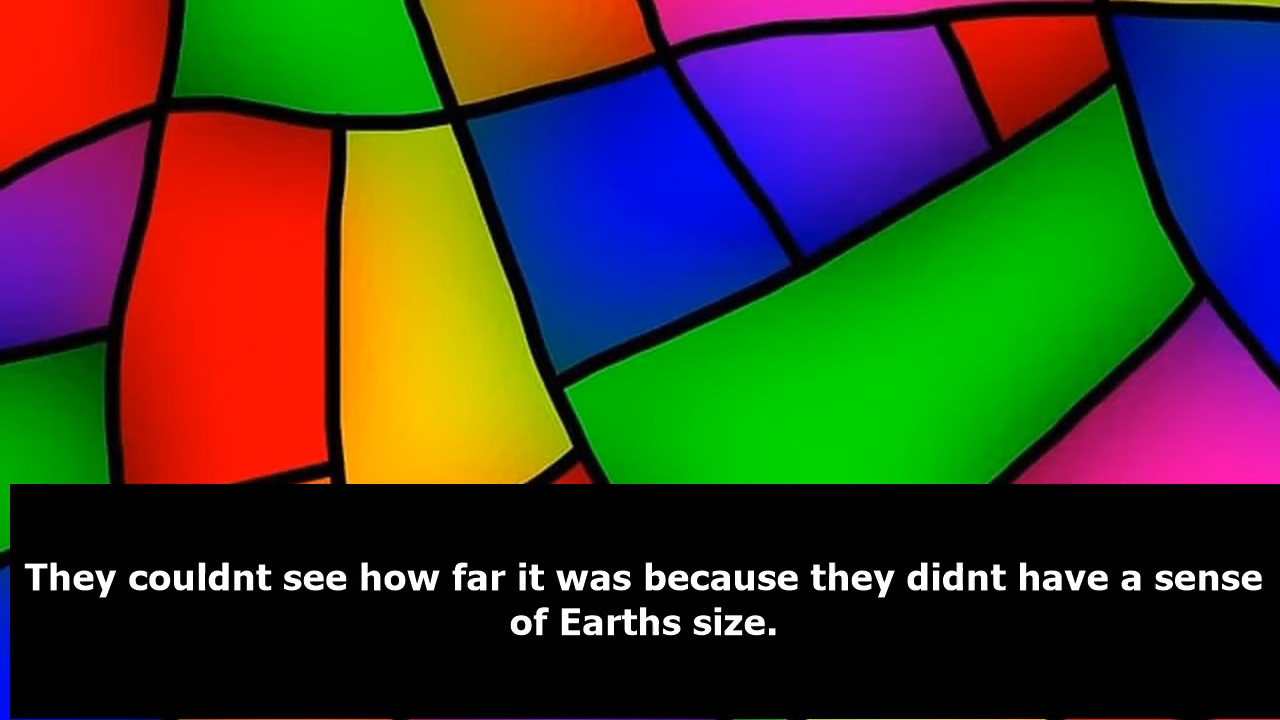 They couldnt see how far it was because they didnt have a sense
of Earths size.